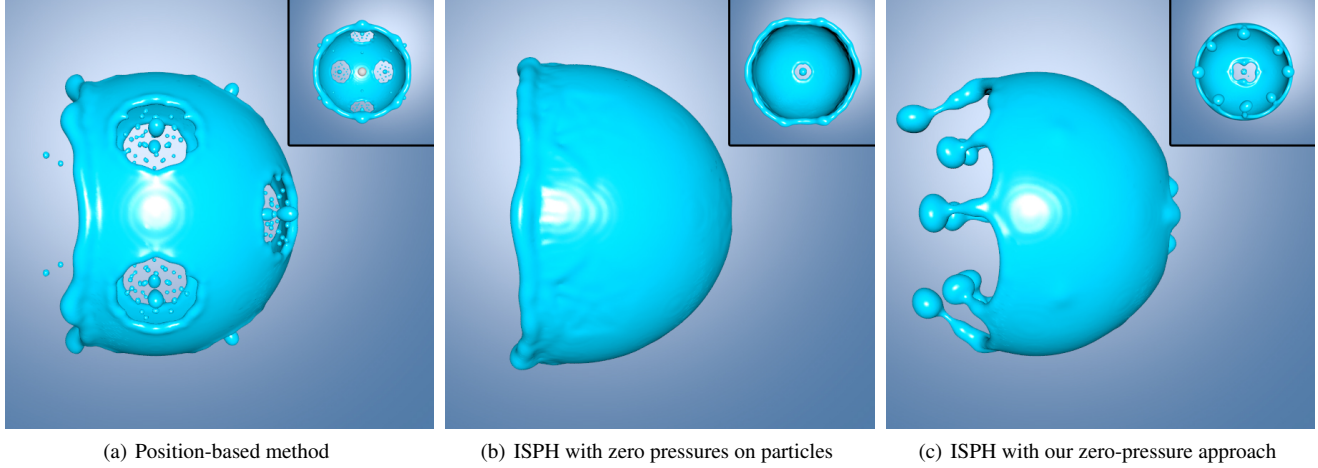 (a) Position-based method
(b) ISPH with zero pressures on particles
(c) ISPH with our zero-pressure approach